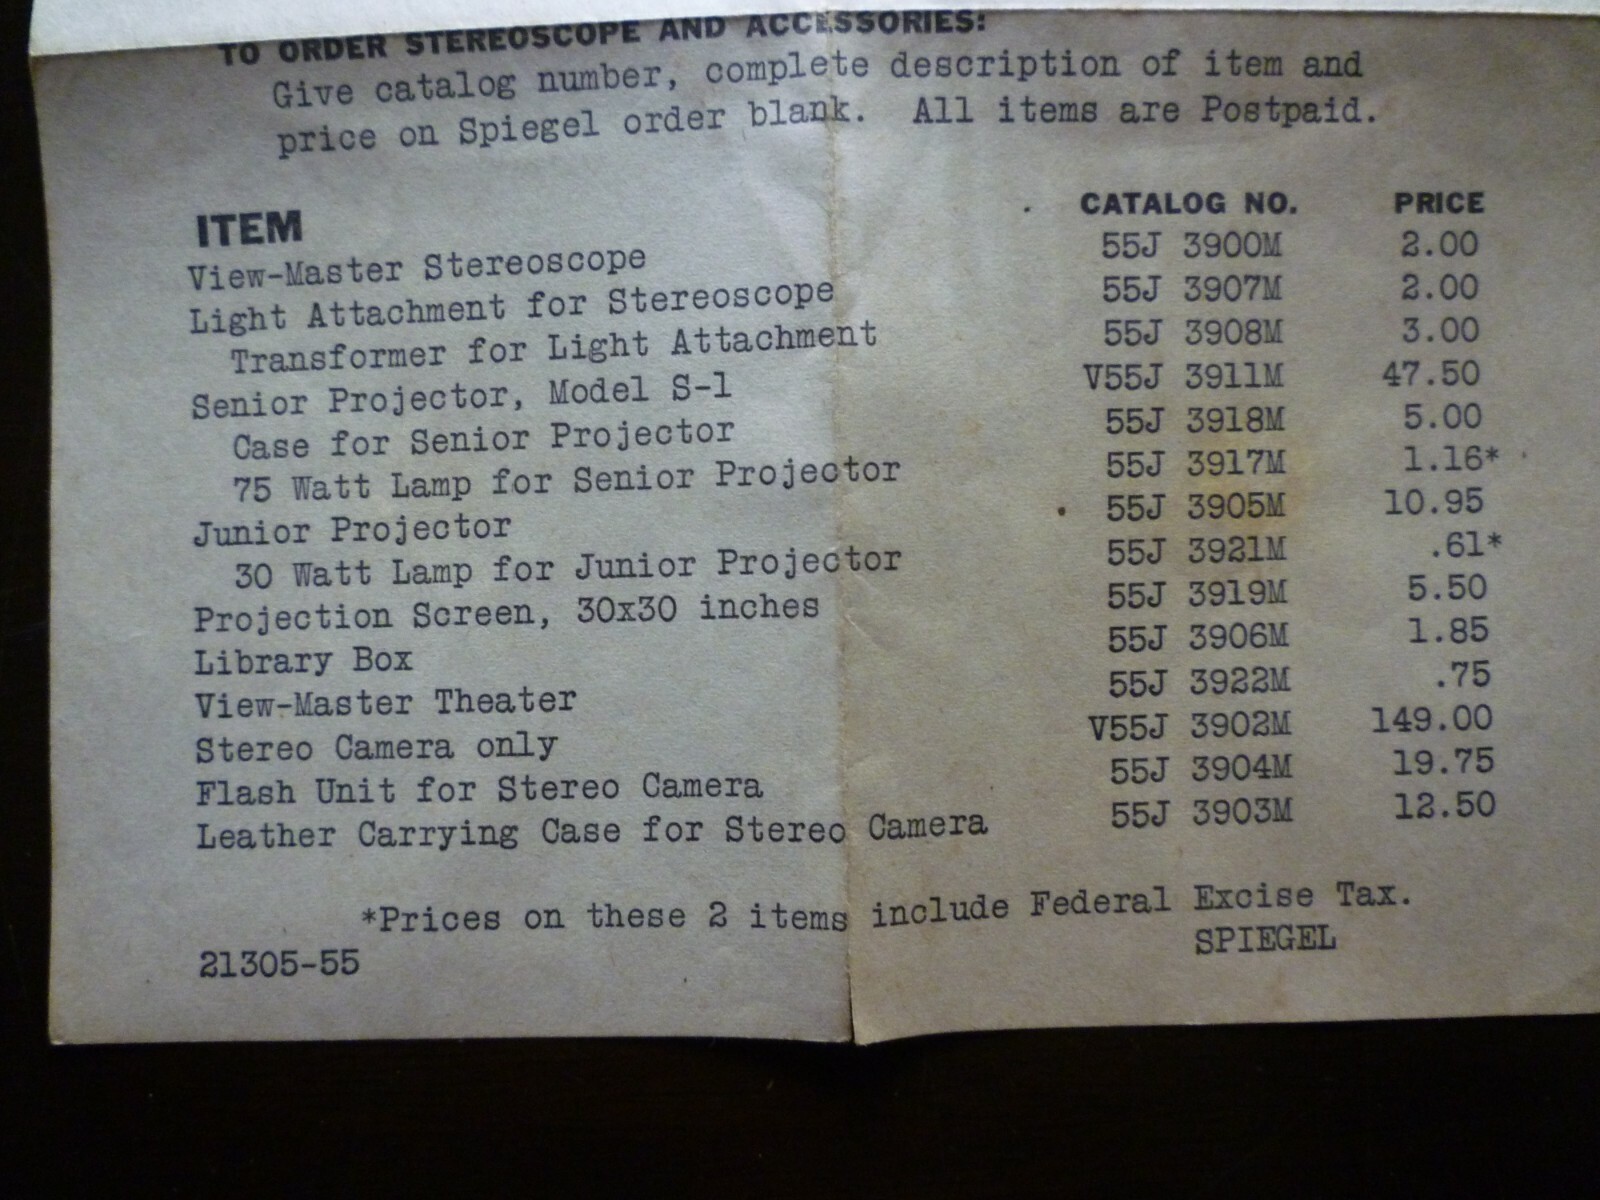 TO ORDER STEREOSCOPE AND ACCESSORIES:
Give catalog number, complete description of item and
price on Spiegel order blank. All items are Postpaid.
ITEM CATALOG NO. PRICE
View-Master Stereoscope 55J 3900M 2.00
Light Attachment for Stereoscope 55J 3907M 2.00
Transformer for Light Attachment 55J 3908M 3.00
Senior Projector, Model S-1 V55J 3911M 47.50
Case for Senior Projector 55J 3918M 5.00
75 Watt Lamp for Senior Projector 55J 3917M 1.16*
Junior Projector 55J 3905M 10.95
30 Watt Lamp for Junior Projector 55J 3921M .61*
Projection Screen, 30x30 inches 55J 3919M 5.50
Library Box 55J 3906M 1.85
View-Master Theater 55J 3922M .75
Stereo Camera only V55J 3902M 149.00
Flash Unit for Stereo Camera 55J 3904M 19.75
Leather Carrying Case for Stereo Camera 55J 3903M 12.50
*Prices on these 2 items include Federal Excise Tax.
21305-55 SPIEGEL